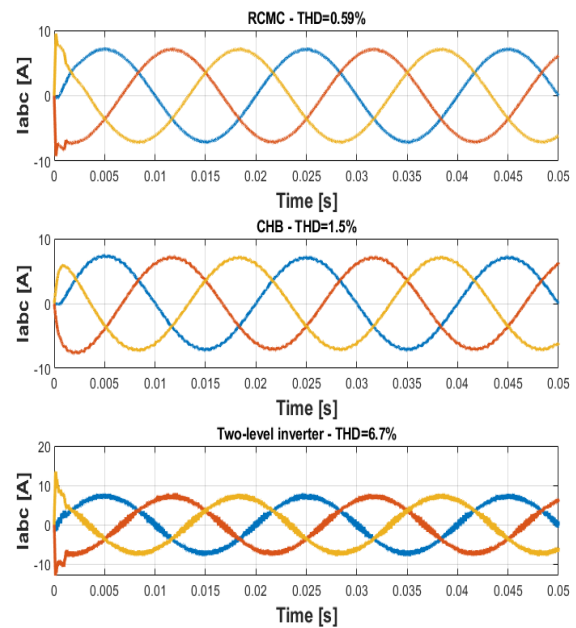 RCMC - THD=0.59%
Iabc [A]
10
0
-10
0 0.005 0.01 0.015 0.02 0.025 0.03 0.035 0.04 0.045 0.05
Time [s]
CHB - THD=1.5%
Iabc [A]
10
0
-10
0 0.005 0.01 0.015 0.02 0.025 0.03 0.035 0.04 0.045 0.05
Time [s]
Two-level inverter - THD=6.7%
Iabc [A]
20
10
0
-10
0 0.005 0.01 0.015 0.02 0.025 0.03 0.035 0.04 0.045 0.05
Time [s]